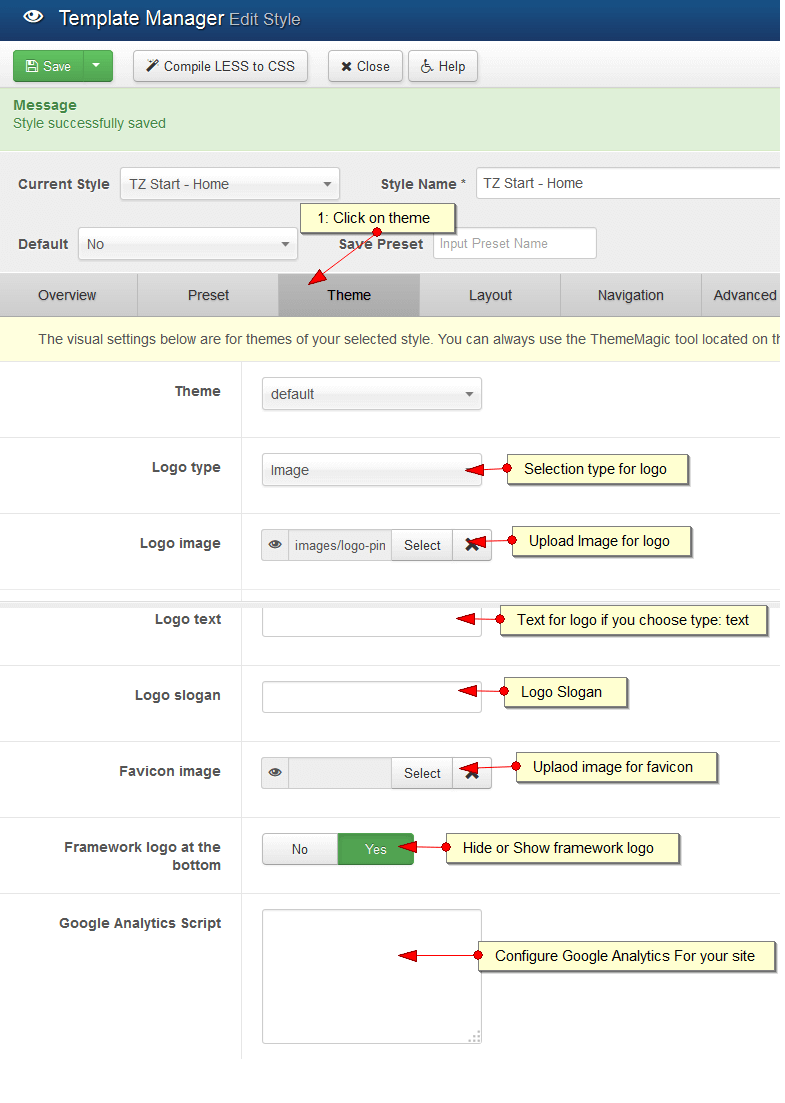 Template Manager Edit Style
Save
Compile LESS to CSS
Close
Help
Message
Style successfully saved
Current Style
TZ Start - Home
Style Name *
TZ Start - Home
1: Click on theme
Default
No
Save Preset
Input Preset Name
Overview
Preset
Theme
Layout
Navigation
Advanced
The visual settings below are for themes of your selected style. You can always use the ThemeMagic tool located on th
Theme
default
Logo type
Image
Selection type for logo
Logo image
images/logo-pin
Select
Upload Image for logo
Logo text
Text for logo if you choose type: text
Logo slogan
Logo Slogan
Favicon image
Select
Uplaod image for favicon
Framework logo at the
bottom
No
Yes
Hide or Show framework logo
Google Analytics Script
Configure Google Analytics For your site